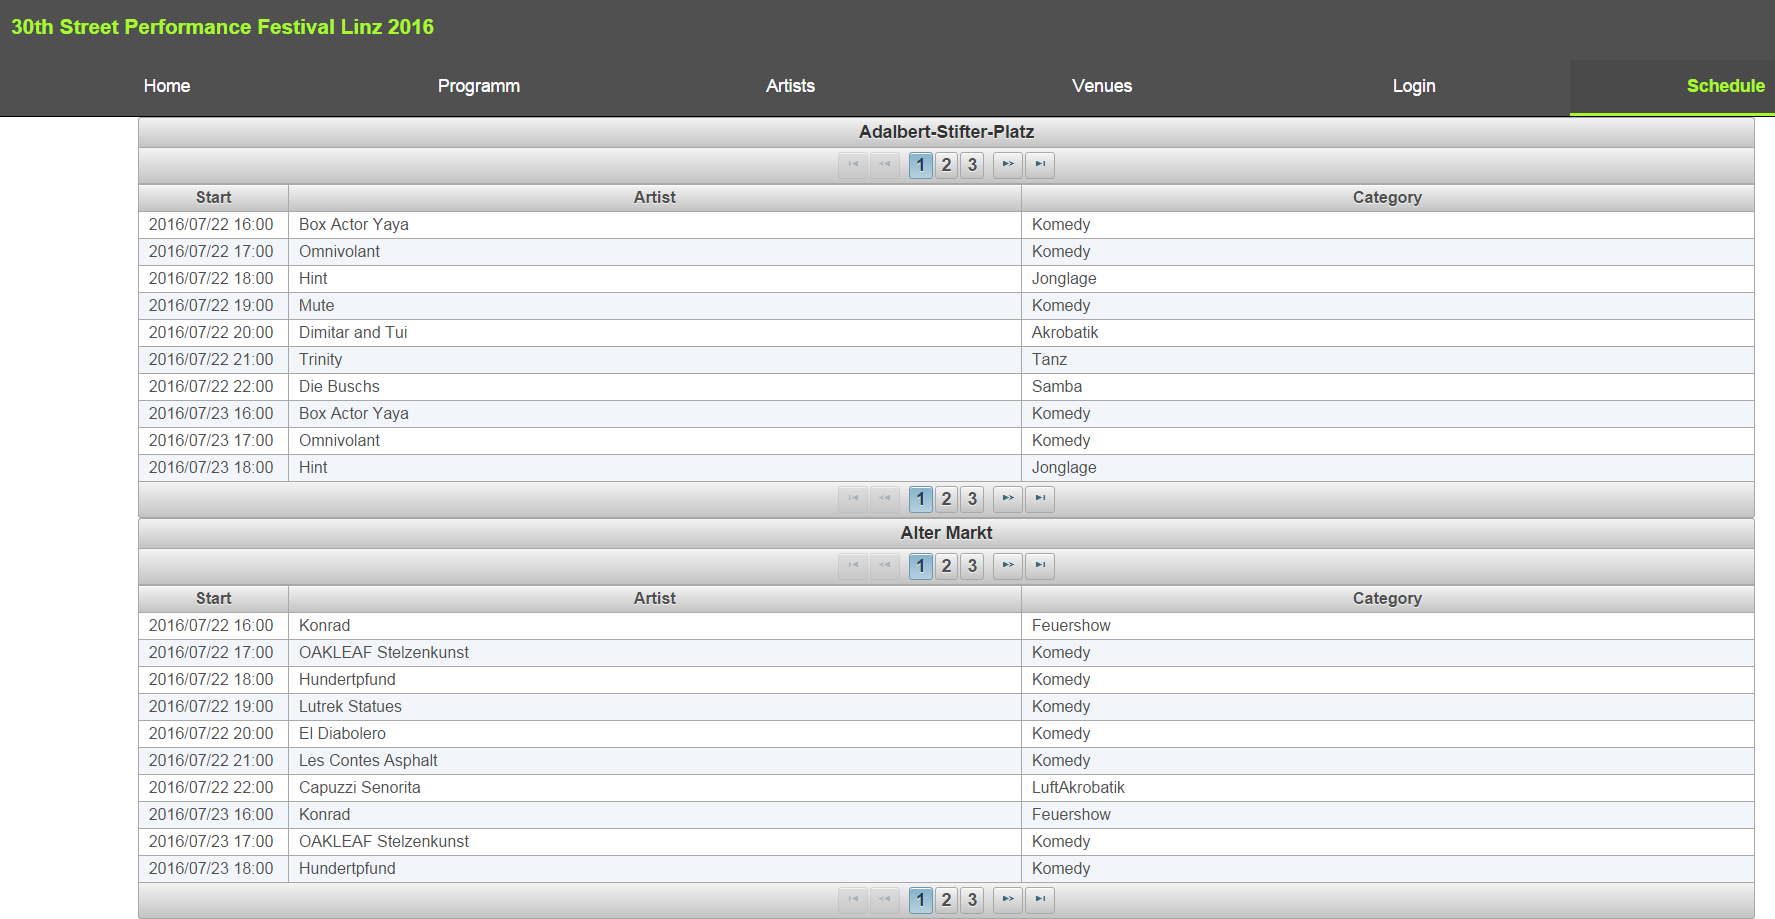 30th Street Performance Festival Linz 2016
Home Programm Artists Venues Login Schedule
Adalbert-Stifter-Platz
1 2 3
Start Artist Category
2016/07/22 16:00 Box Actor Yaya Komedy
2016/07/22 17:00 Omnivolant Komedy
2016/07/22 18:00 Hint Jonglage
2016/07/22 19:00 Mute Komedy
2016/07/22 20:00 Dimitar and Tui Akrobatik
2016/07/22 21:00 Trinity Tanz
2016/07/22 22:00 Die Buschs Samba
2016/07/23 16:00 Box Actor Yaya Komedy
2016/07/23 17:00 Omnivolant Komedy
2016/07/23 18:00 Hint Jonglage
1 2 3
Alter Markt
1 2 3
Start Artist Category
2016/07/22 16:00 Konrad Feuershow
2016/07/22 17:00 OAKLEAF Stelzenkunst Komedy
2016/07/22 18:00 Hundertpfund Komedy
2016/07/22 19:00 Lutrek Statues Komedy
2016/07/22 20:00 El Diabolero Komedy
2016/07/22 21:00 Les Contes Asphalt Komedy
2016/07/22 22:00 Capuzzi Senorita LuftAkrobatik
2016/07/23 16:00 Konrad Feuershow
2016/07/23 17:00 OAKLEAF Stelzenkunst Komedy
2016/07/23 18:00 Hundertpfund Komedy
1 2 3